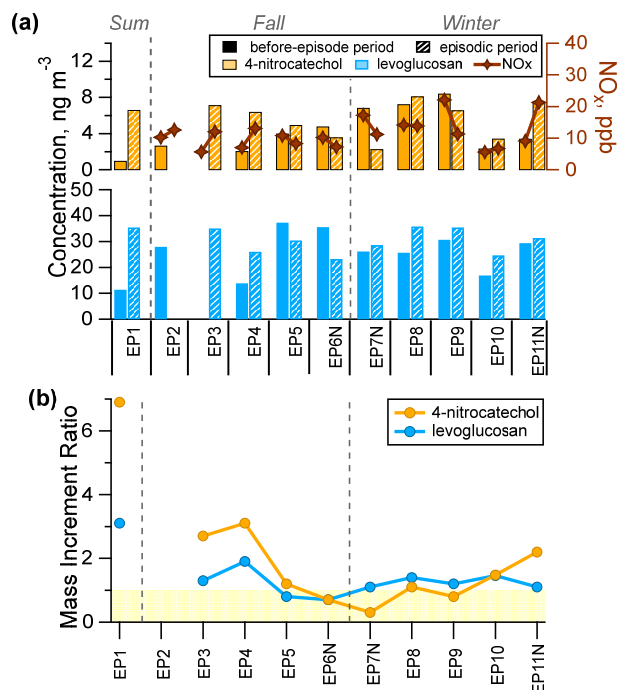 Sum Fall Winter
(a)
before-episode period episodic period
4-nitrocatechol levoglucosan NOx
12
8
4
0
40
30
20
10
0
NOx, ppb
Concentration, ng m-3
50
40
30
20
10
0
EP1 EP2 EP3 EP4 EP5 EP6N EP7N EP8 EP9 EP10 EP11N
(b)
4-nitrocatechol
levoglucosan
Mass Increment Ratio
6
4
2
0
EP1 EP2 EP3 EP4 EP5 EP6N EP7N EP8 EP9 EP10 EP11N